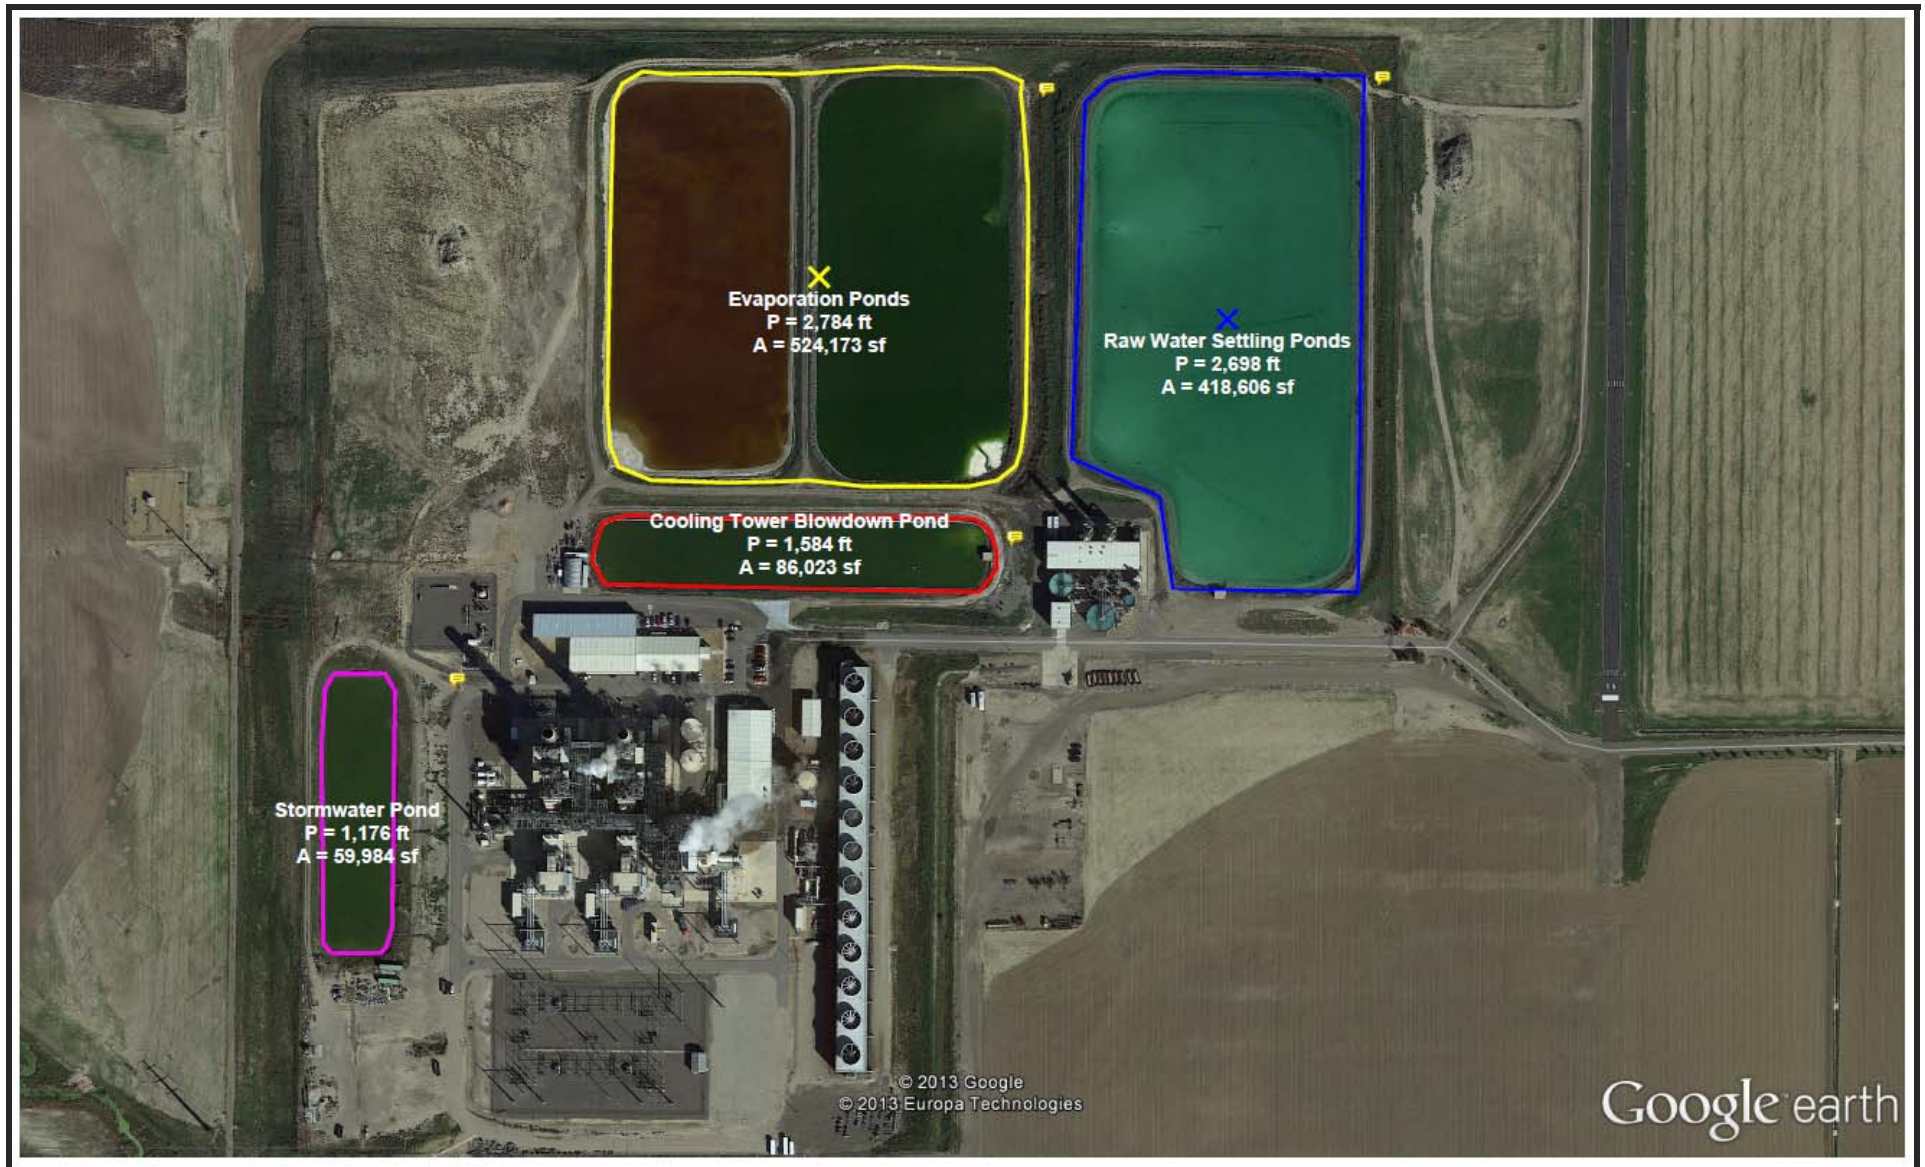 Evaporation Ponds
P = 2,784 ft
A = 524,173 sf
Raw Water Settling Ponds
P = 2,698 ft
A = 418,606 sf
Cooling Tower Blowdown Pond
P = 1,584 ft
A = 86,023 sf
Stormwater Pond
P = 1,176 ft
A = 59,984 sf
© 2013 Google
© 2013 Europa Technologies
Google earth